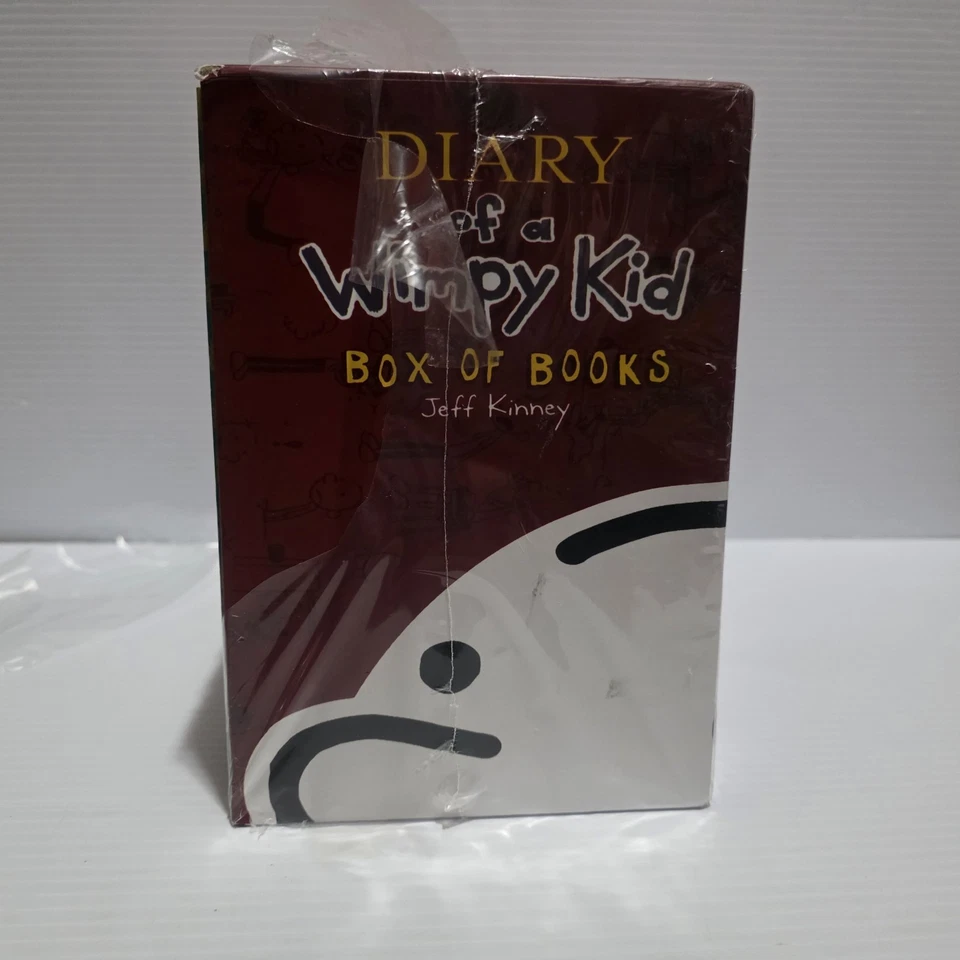 DIARY
of a
Wimpy Kid
BOX OF BOOKS
Jeff Kinney